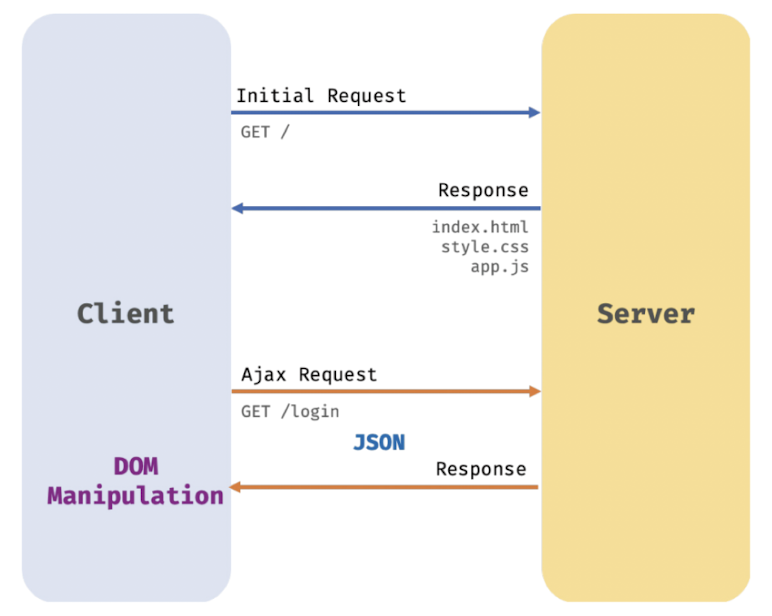 Initial Request
GET /
Response
index.html
style.css
app.js
Client
Server
Ajax Request
GET /login
JSON
Response
DOM
Manipulation